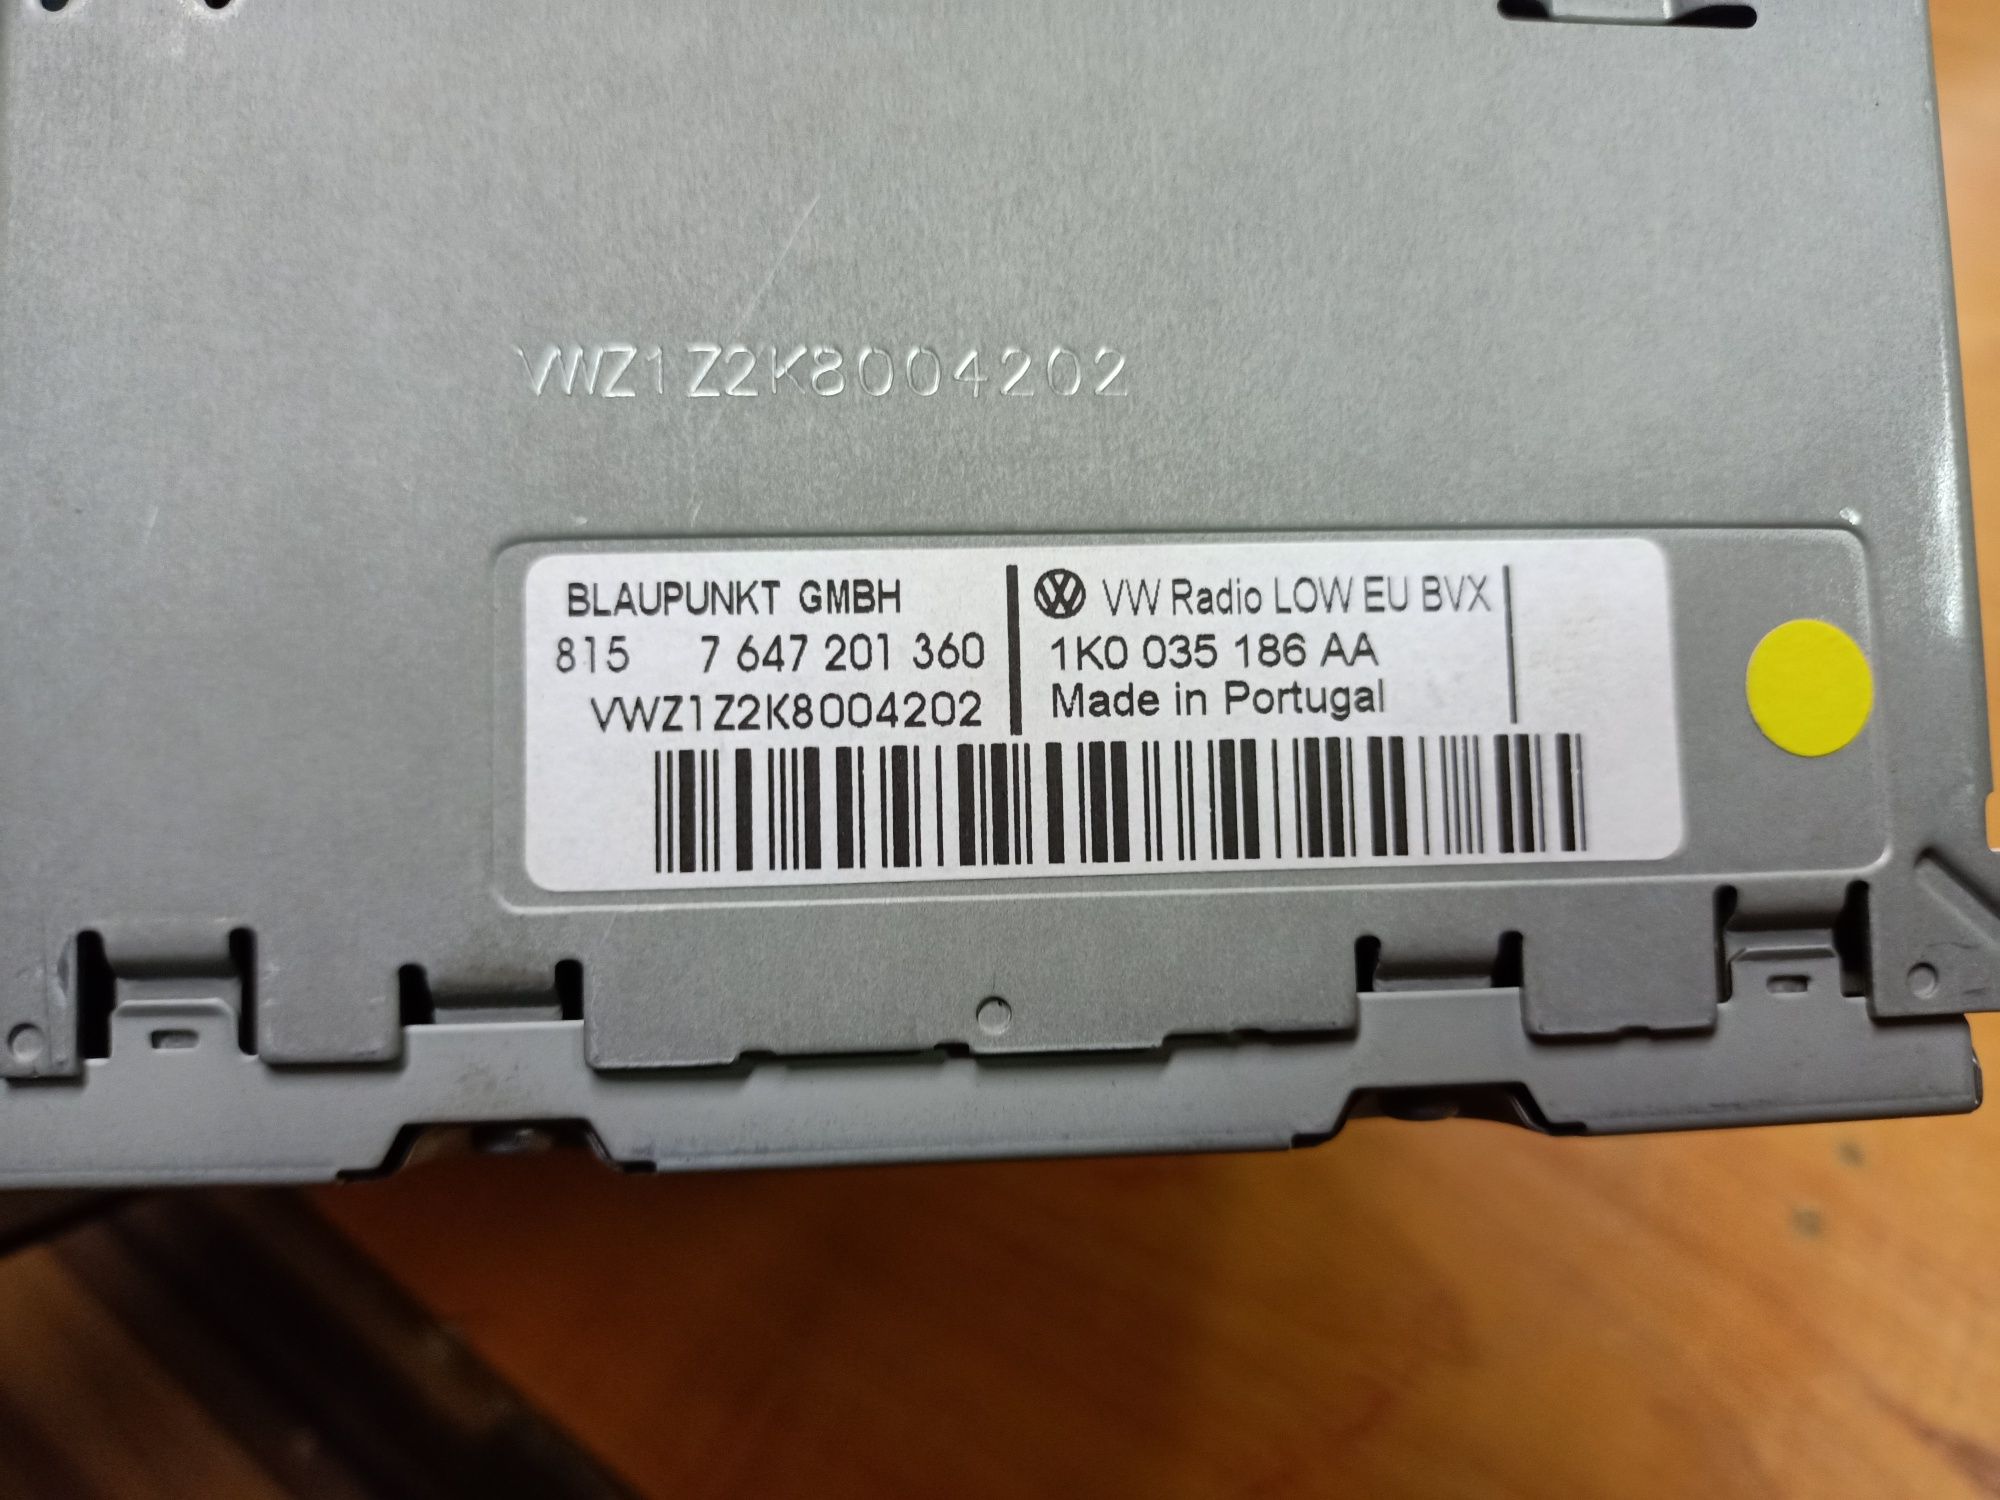 VWZ1Z2K8004202
BLAUPUNKT GMBH
815 7 647 201 360
VWZ1Z2K8004202
VW Radio LOW EU BVX
1K0 035 186 AA
Made in Portugal